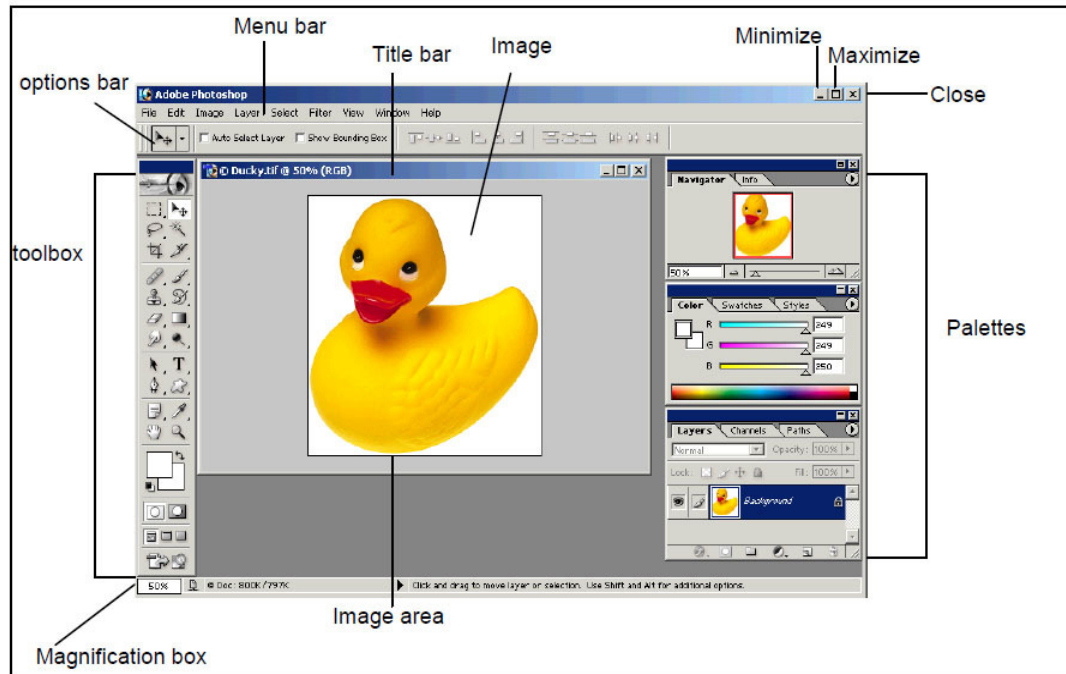 Menu bar
Title bar
Image
Minimize
Maximize
options bar
Close
Adobe Photoshop
File Edit Image Layer Select Filter View Window Help
Auto Select Layer Show Bounding Box
© Ducky.tif @ 50% (RGB)
Navigator Info
50%
toolbox
Color Swatches Styles
R 249
G 249
B 250
Palettes
Layers Channels Paths
Normal Opacity: 100%
Lock: Fill: 100%
Background
T
50% © Doc: 800K/797K Click and drag to move layer or selection. Use Shift and Alt for additional options.
Image area
Magnification box